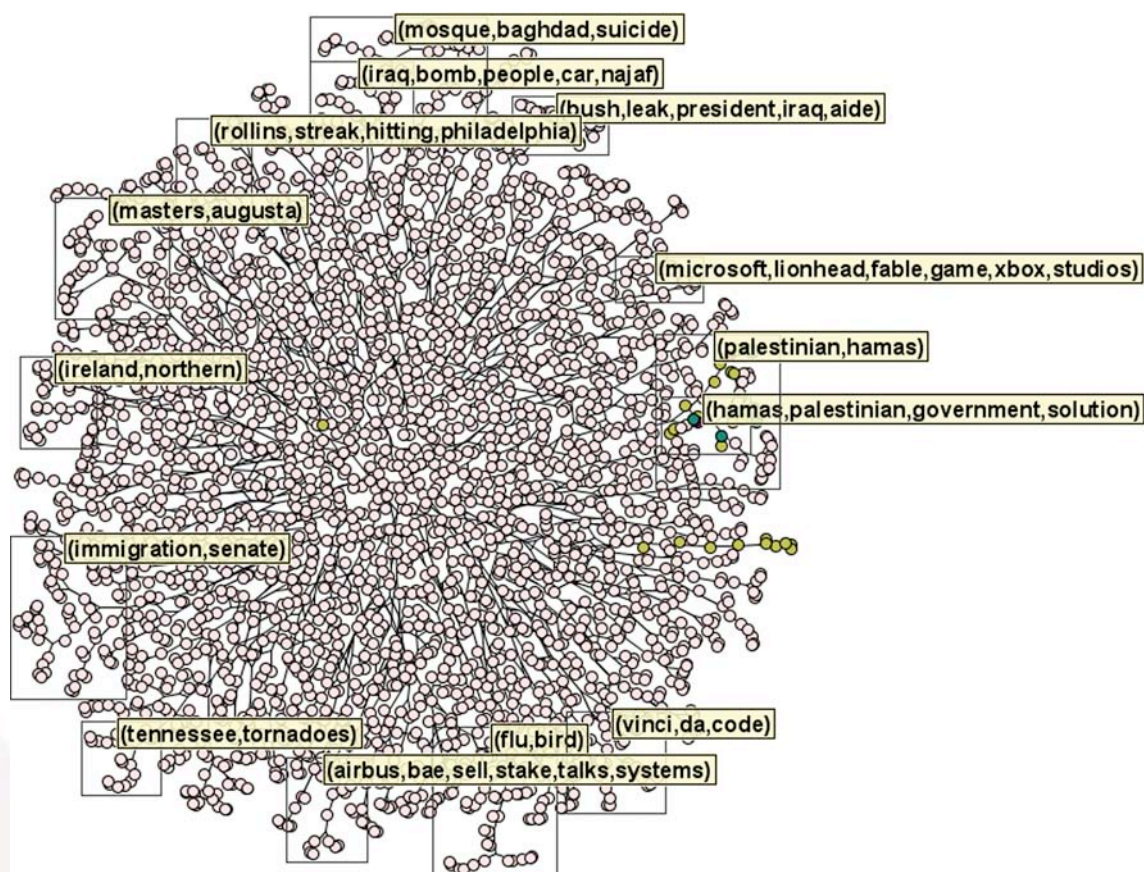 (mosque,baghdad,suicide)
(iraq,bomb,people,car,najaf)
(bush,leak,president,iraq,aide)
(rollins,streak,hitting,philadelphia)
(masters,augusta)
(microsoft,lionhead,fable,game,xbox,studios)
(palestinian,hamas)
(ireland,northern)
(hamas,palestinian,government,solution)
(immigration,senate)
(vinci,da,code)
(tennessee,tornadoes)
(flu,bird)
(airbus,bae,sell,stake,talks,systems)